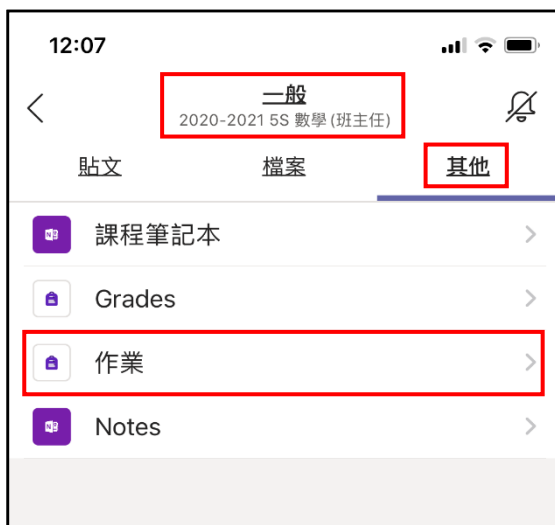 12:07
一般
2020-2021 5S 數學 (班主任)
貼文 檔案 其他
課程筆記本
Grades
作業
Notes